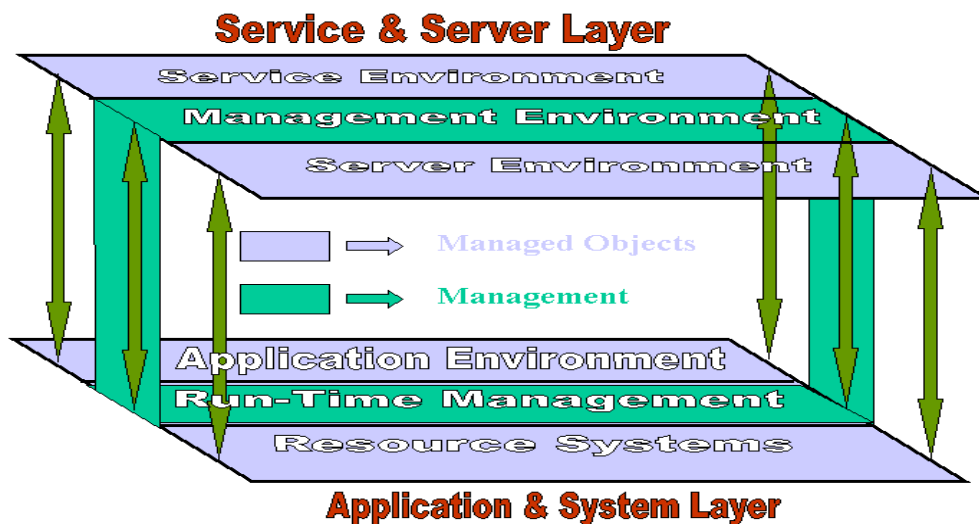 Service & Server Layer
Service Environment
Management Environment
Server Environment
Managed Objects
Management
Application Environment
Run-Time Management
Resource Systems
Application & System Layer